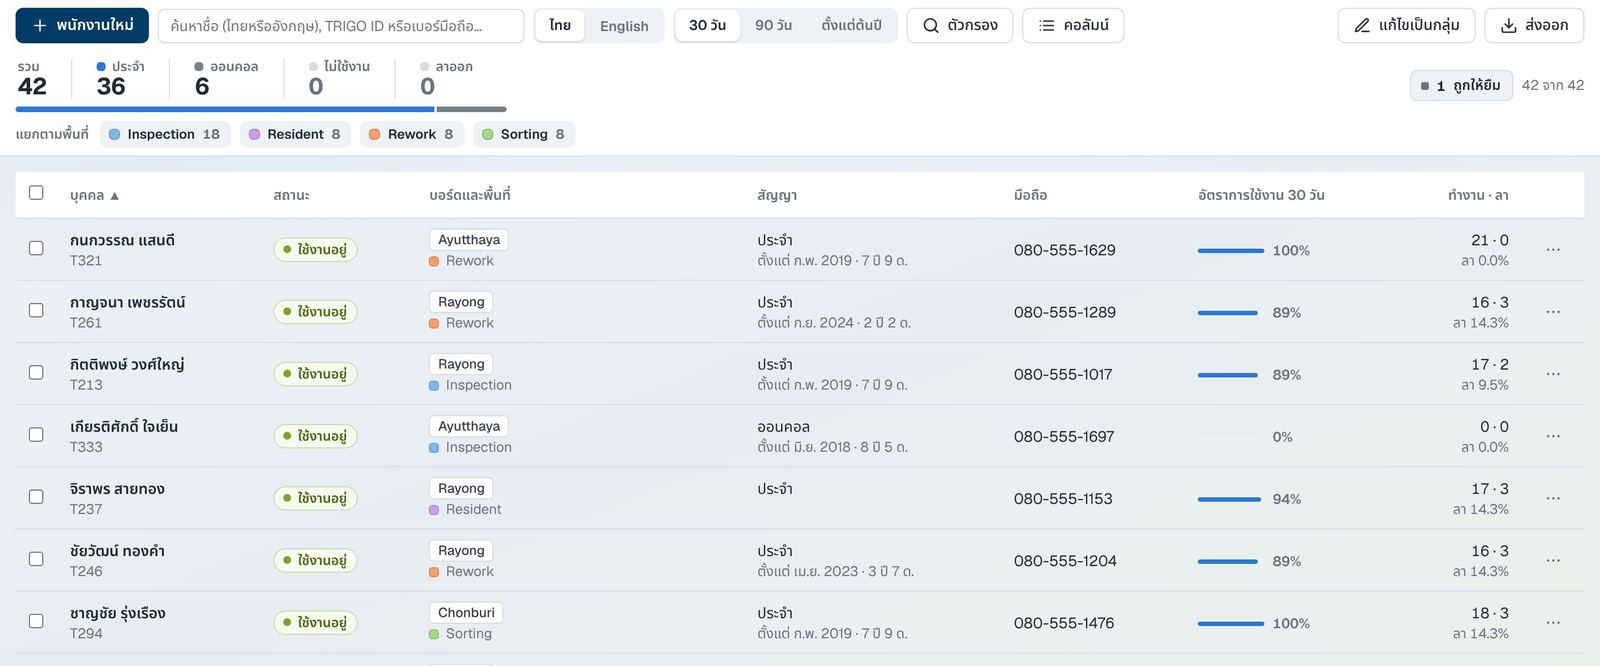 + พนักงานใหม่
ค้นหาชื่อ (ไทยหรืออังกฤษ), TRIGO ID หรือเบอร์มือถือ...
ไทย English
30 วัน 90 วัน ตั้งแต่ต้นปี
ตัวกรอง
คอลัมน์
แก้ไขเป็นกลุ่ม
ส่งออก
รวม ประจำ ออนคอล ไม่ใช้งาน ลาออก
42 36 6 0 0
1 ถูกให้ยืม 42 จาก 42
แยกตามพื้นที่ Inspection 18 Resident 8 Rework 8 Sorting 8
บุคคล ▲ สถานะ บอร์ดและพื้นที่ สัญญา มือถือ อัตราการใช้งาน 30 วัน ทำงาน · ลา
กนกวรรณ แสนดี ใช้งานอยู่ Ayutthaya ประจำ 080-555-1629 100% 21 · 0 ...
T321 Rework ตั้งแต่ ก.พ. 2019 · 7 ปี 9 ด. ลา 0.0%
กาญจนา เพชรรัตน์ ใช้งานอยู่ Rayong ประจำ 080-555-1289 89% 16 · 3 ...
T261 Rework ตั้งแต่ ก.ย. 2024 · 2 ปี 2 ด. ลา 14.3%
กิตติพงษ์ วงศ์ใหญ่ ใช้งานอยู่ Rayong ประจำ 080-555-1017 89% 17 · 2 ...
T213 Inspection ตั้งแต่ ก.พ. 2019 · 7 ปี 9 ด. ลา 9.5%
เกียรติศักดิ์ ใจเย็น ใช้งานอยู่ Ayutthaya ออนคอล 080-555-1697 0% 0 · 0 ...
T333 Inspection ตั้งแต่ มิ.ย. 2018 · 8 ปี 5 ด. ลา 0.0%
จิราพร สายทอง ใช้งานอยู่ Rayong ประจำ 080-555-1153 94% 17 · 3 ...
T237 Resident ลา 14.3%
ชัยวัฒน์ ทองคำ ใช้งานอยู่ Rayong ประจำ 080-555-1204 89% 16 · 3 ...
T246 Rework ตั้งแต่ เม.ย. 2023 · 3 ปี 7 ด. ลา 14.3%
ชาญชัย รุ่งเรือง ใช้งานอยู่ Chonburi ประจำ 080-555-1476 100% 18 · 3 ...
T294 Sorting ตั้งแต่ ก.พ. 2019 · 7 ปี 9 ด. ลา 14.3%